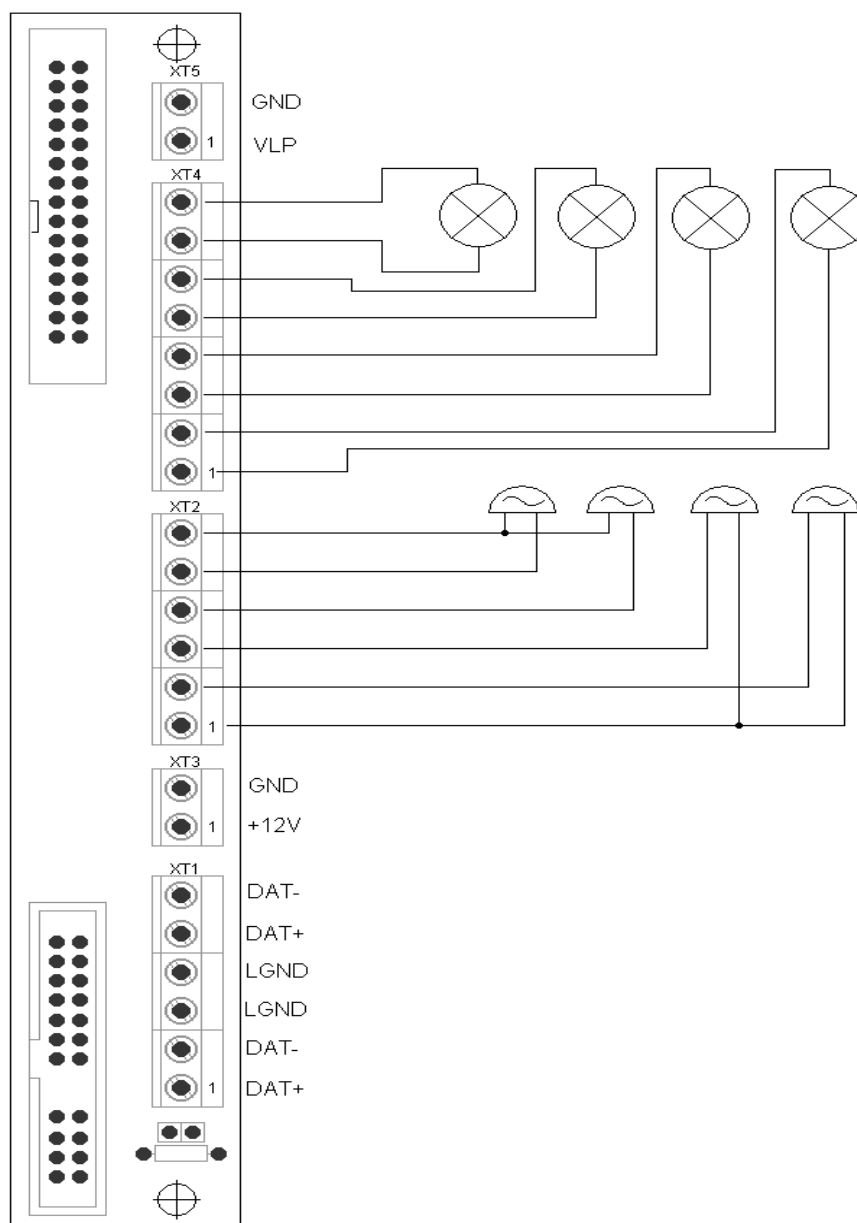 XT5
GND
1 VLP
XT4
1
XT2
1
XT3
GND
1 +12V
XT1
DAT-
DAT+
LGND
LGND
DAT-
1 DAT+